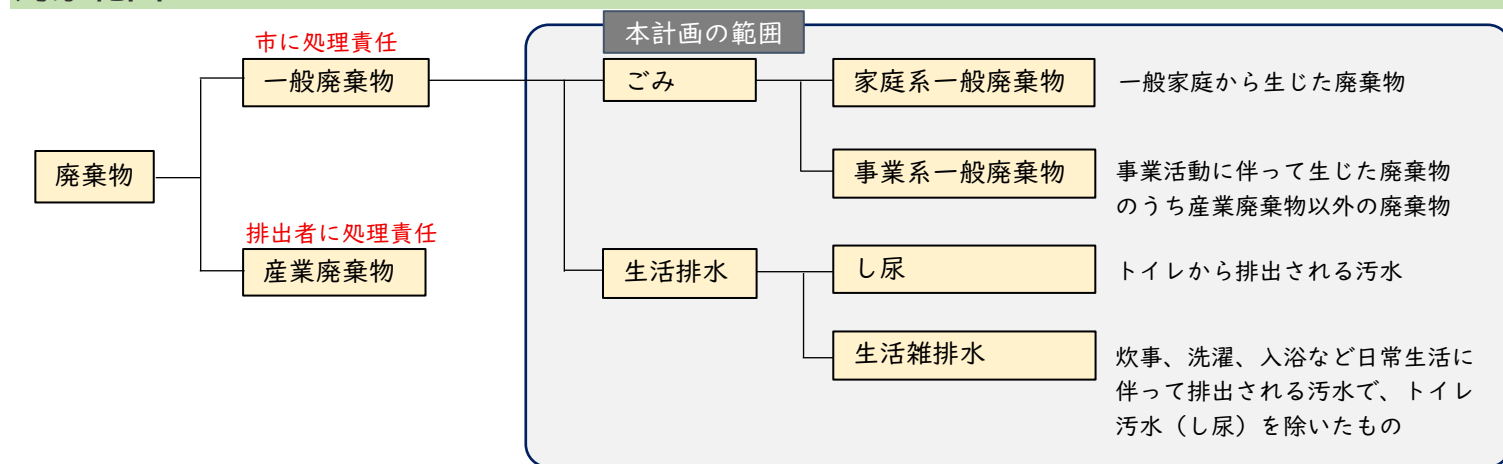 本計画の範囲
市に処理責任
一般廃棄物
ごみ
家庭系一般廃棄物
一般家庭から生じた廃棄物
廃棄物
事業系一般廃棄物
事業活動に伴って生じた廃棄物
のうち産業廃棄物以外の廃棄物
排出者に処理責任
産業廃棄物
生活排水
し尿
トイレから排出される汚水
生活雑排水
炊事、洗濯、入浴など日常生活に
伴って排出される汚水で、トイレ
汚水（し尿）を除いたもの